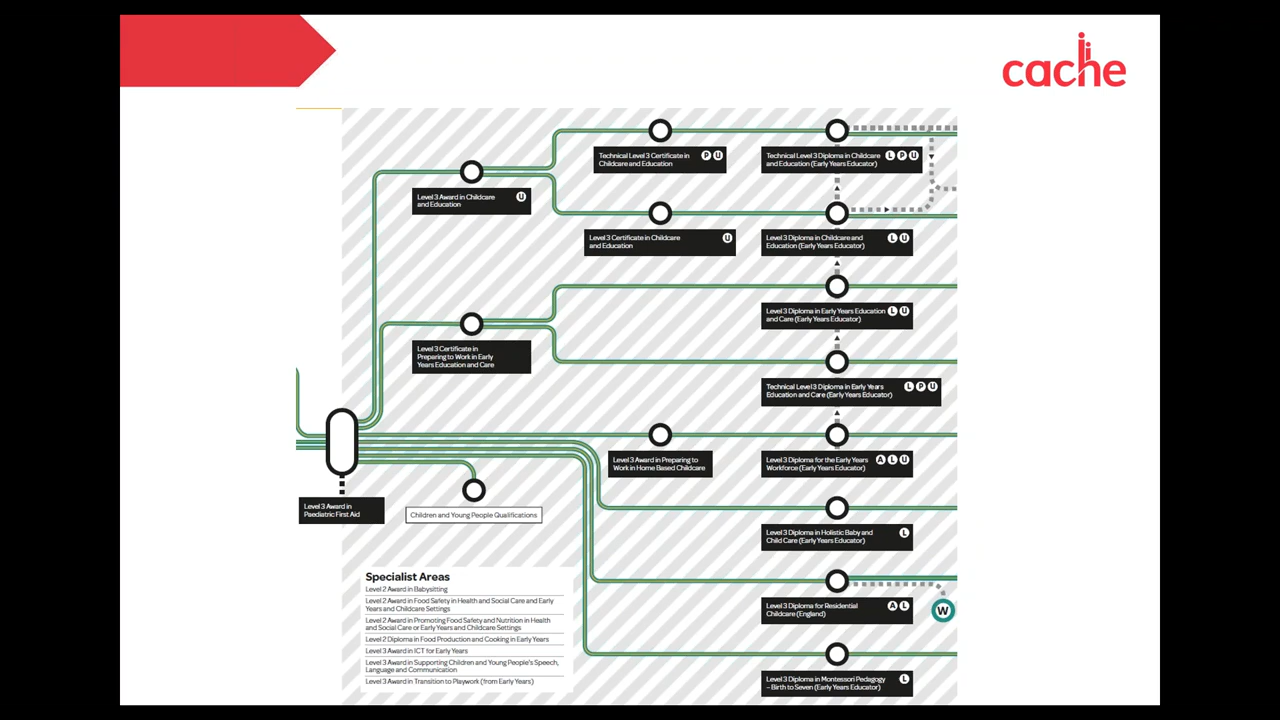 cache
Technical Level 3 Certificate in
Childcare and Education
P U
Technical Level 3 Diploma in Childcare
and Education (Early Years Educator)
L P U
Level 3 Award in Childcare
and Education
U
Level 3 Certificate in Childcare
and Education
U
Level 3 Diploma in Childcare and
Education (Early Years Educator)
L U
Level 3 Diploma in Early Years Education
and Care (Early Years Educator)
L U
Level 3 Certificate in
Preparing to Work in Early
Years Education and Care
Technical Level 3 Diploma in Early Years
Education and Care (Early Years Educator)
L P U
Level 3 Award in Preparing to
Work in Home Based Childcare
Level 3 Diploma for the Early Years
Workforce (Early Years Educator)
A L U
Level 3 Award in
Paediatric First Aid
Children and Young People Qualifications
Level 3 Diploma in Holistic Baby and
Child Care (Early Years Educator)
L
Level 3 Diploma for Residential
Childcare (England)
A L
W
Level 3 Diploma in Montessori Pedagogy
– Birth to Seven (Early Years Educator)
L
Specialist Areas
Level 2 Award in Babysitting
Level 2 Award in Food Safety in Health and Social Care and Early
Years and Childcare Settings
Level 2 Award in Promoting Food Safety and Nutrition in Health
and Social Care or Early Years and Childcare Settings
Level 2 Diploma in Food Production and Cooking in Early Years
Level 3 Award in ICT for Early Years
Level 3 Award in Supporting Children and Young People's Speech,
Language and Communication
Level 3 Award in Transition to Playwork (from Early Years)